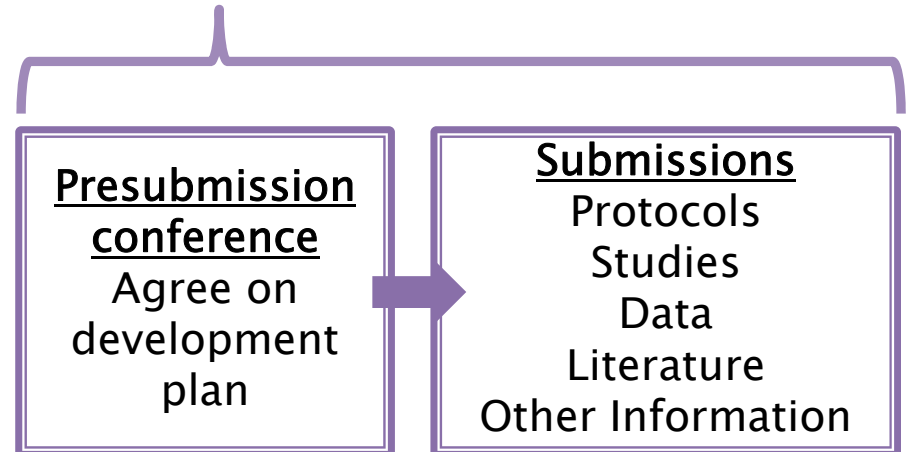 Presubmission
conference
Agree on
development
plan
Submissions
Protocols
Studies
Data
Literature
Other Information